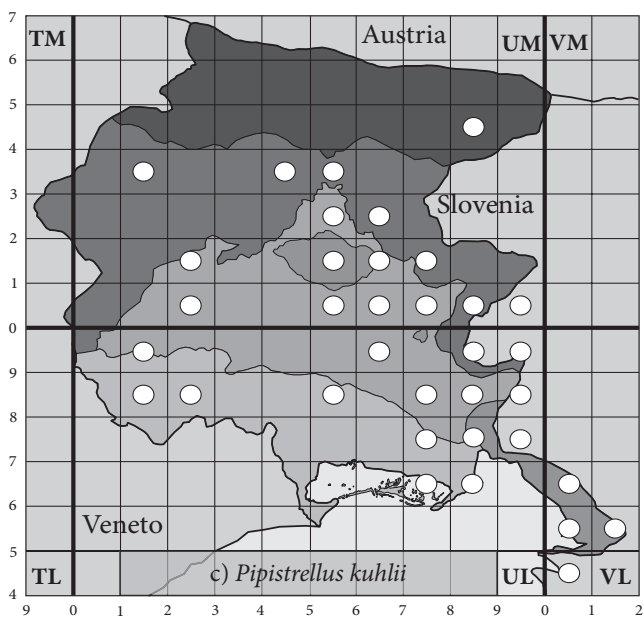 7
TM Austria UM VM
6
5
4
3
Slovenia
2
1
0
9
8
7
6
Veneto
5
TL c) Pipistrellus kuhlii UL VL
4
9 0 1 2 3 4 5 6 7 8 9 0 1 2